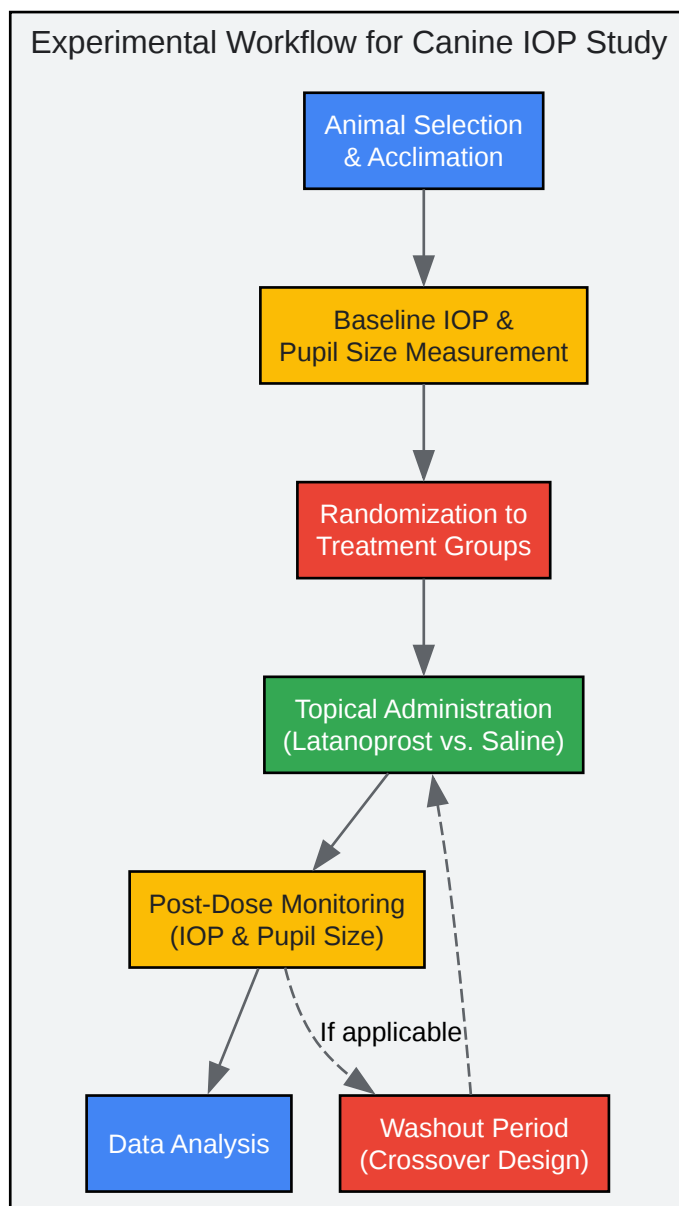 Experimental Workflow for Canine IOP Study
Animal Selection
& Acclimation
Baseline IOP &
Pupil Size Measurement
Randomization to
Treatment Groups
Topical Administration
(Latanoprost vs. Saline)
Post-Dose Monitoring
(IOP & Pupil Size)
If applicable
Data Analysis
Washout Period
(Crossover Design)